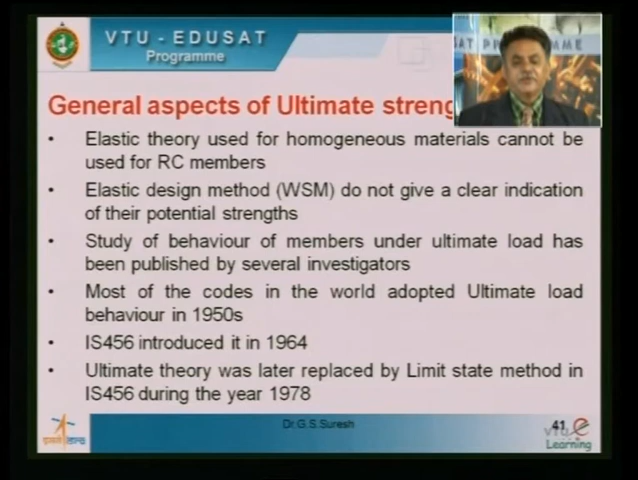 VTU - EDUSAT
Programme
SAT PROGRAMME
General aspects of Ultimate streng
• Elastic theory used for homogeneous materials cannot be
used for RC members
• Elastic design method (WSM) do not give a clear indication
of their potential strengths
• Study of behaviour of members under ultimate load has
been published by several investigators
• Most of the codes in the world adopted Ultimate load
behaviour in 1950s
• IS456 introduced it in 1964
• Ultimate theory was later replaced by Limit state method in
IS456 during the year 1978
Dr.G.S.Suresh
41
VTU e
Learning